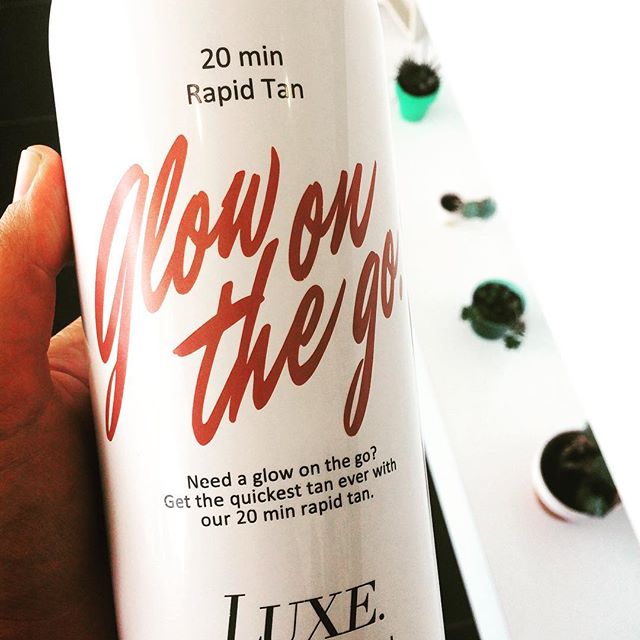 20 min
Rapid Tan
glow on
the go.
Need a glow on the go?
Get the quickest tan ever with
our 20 min rapid tan.
LUXE.